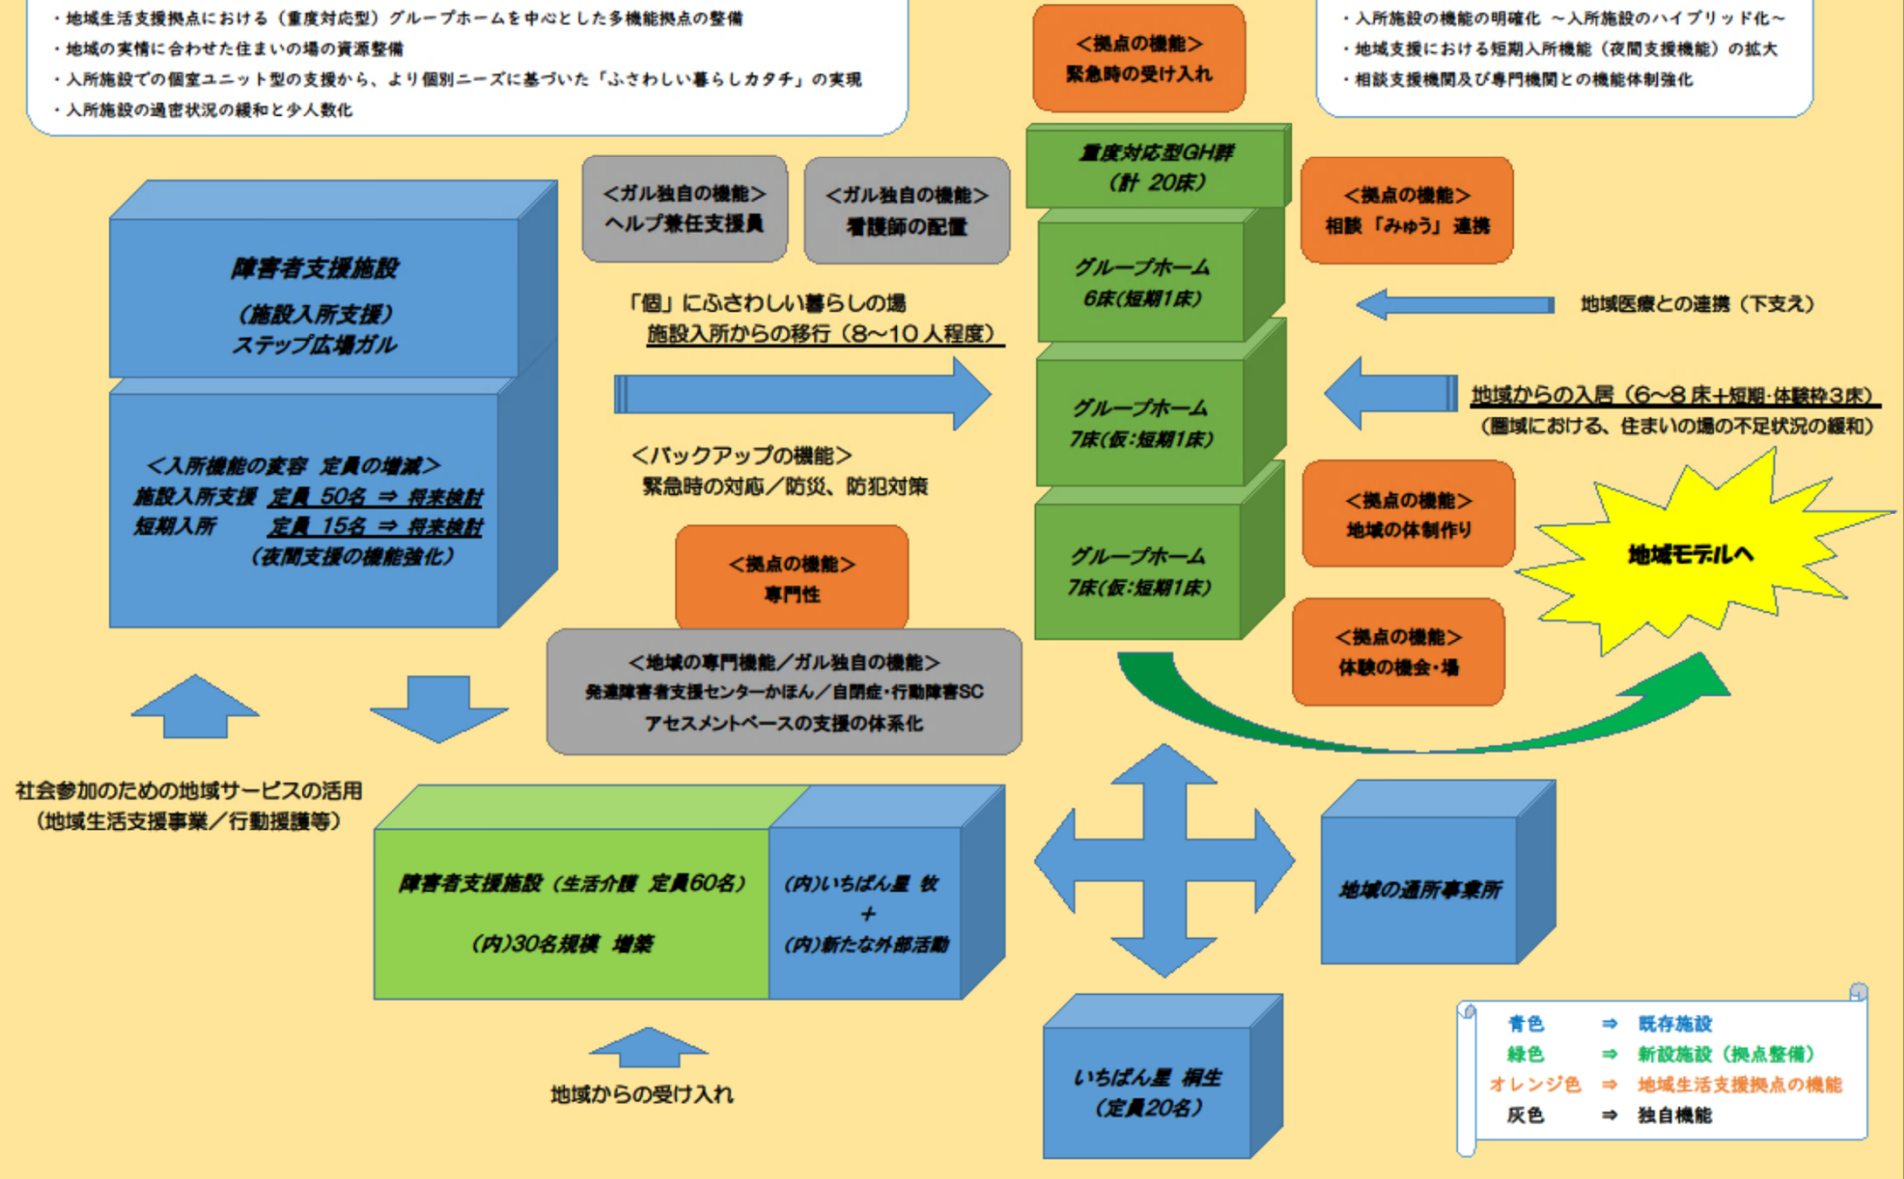 ・地域生活支援拠点における（重度対応型）グループホームを中心とした多機能拠点の整備
・地域の実情に合わせた住まいの場の資源整備
・入所施設での個室ユニット型の支援から、より個別ニーズに基づいた「ふさわしい暮らしカタチ」の実現
・入所施設の過密状況の緩和と少人数化
＜拠点の機能＞
緊急時の受け入れ
・入所施設の機能の明確化 ～入所施設のハイブリッド化～
・地域支援における短期入所機能（夜間支援機能）の拡大
・相談支援機関及び専門機関との機能体制強化
障害者支援施設
（施設入所支援）
ステップ広場ガル
＜入所機能の変容 定員の増減＞
施設入所支援 定員 50名 ⇒ 将来検討
短期入所 定員 15名 ⇒ 将来検討
（夜間支援の機能強化）
＜ガル独自の機能＞
ヘルプ兼任支援員
＜ガル独自の機能＞
看護師の配置
「個」にふさわしい暮らしの場
施設入所からの移行（8～10人程度）
＜バックアップの機能＞
緊急時の対応／防災、防犯対策
＜拠点の機能＞
専門性
＜地域の専門機能／ガル独自の機能＞
発達障害者支援センターかほん／自閉症・行動障害SC
アセスメントベースの支援の体系化
重度対応型GH群
（計 20床）
グループホーム
6床(短期1床)
グループホーム
7床(仮：短期1床)
グループホーム
7床(仮：短期1床)
＜拠点の機能＞
相談「みゅう」連携
地域医療との連携（下支え）
地域からの入居（6～8床＋短期・体験枠3床）
（圏域における、住まいの場の不足状況の緩和）
＜拠点の機能＞
地域の体制作り
地域モデルへ
＜拠点の機能＞
体験の機会・場
社会参加のための地域サービスの活用
（地域生活支援事業／行動援護等）
障害者支援施設（生活介護 定員60名）
（内）30名規模 増築
（内）いちばん星 牧
＋
（内）新たな外部活動
地域からの受け入れ
地域の通所事業所
いちばん星 桐生
（定員20名）
青色 ⇒ 既存施設
緑色 ⇒ 新設施設（拠点整備）
オレンジ色 ⇒ 地域生活支援拠点の機能
灰色 ⇒ 独自機能